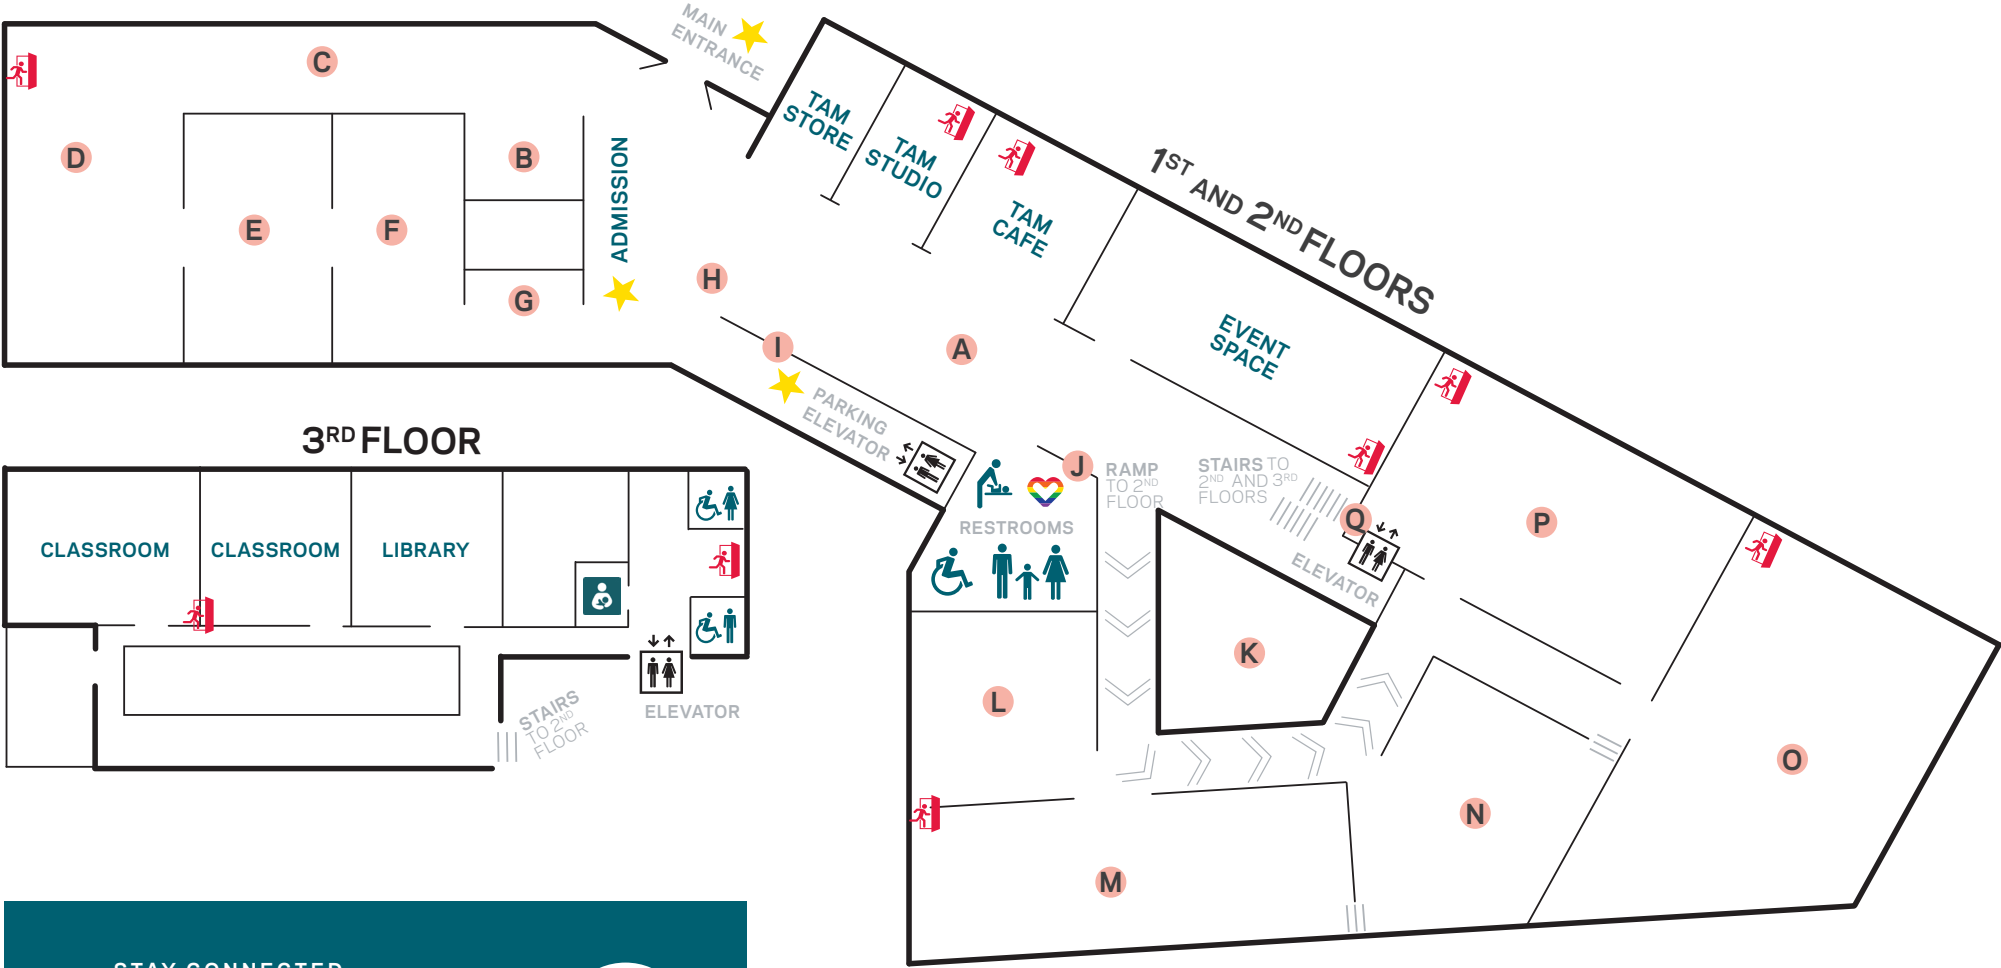 MAIN
ENTRANCE
C
TAM
STORE
TAM
STUDIO
D
B
ADMISSION
1ST AND 2ND FLOORS
TAM
CAFE
E
F
H
G
I
A
EVENT
SPACE
PARKING
ELEVATOR
3RD FLOOR
J
RAMP
TO 2ND
FLOOR
STAIRS TO
2ND AND 3RD
FLOORS
RESTROOMS
Q
P
ELEVATOR
CLASSROOM
CLASSROOM
LIBRARY
K
L
STAIRS
TO 2ND
FLOOR
ELEVATOR
O
N
M
STAY CONNECTED